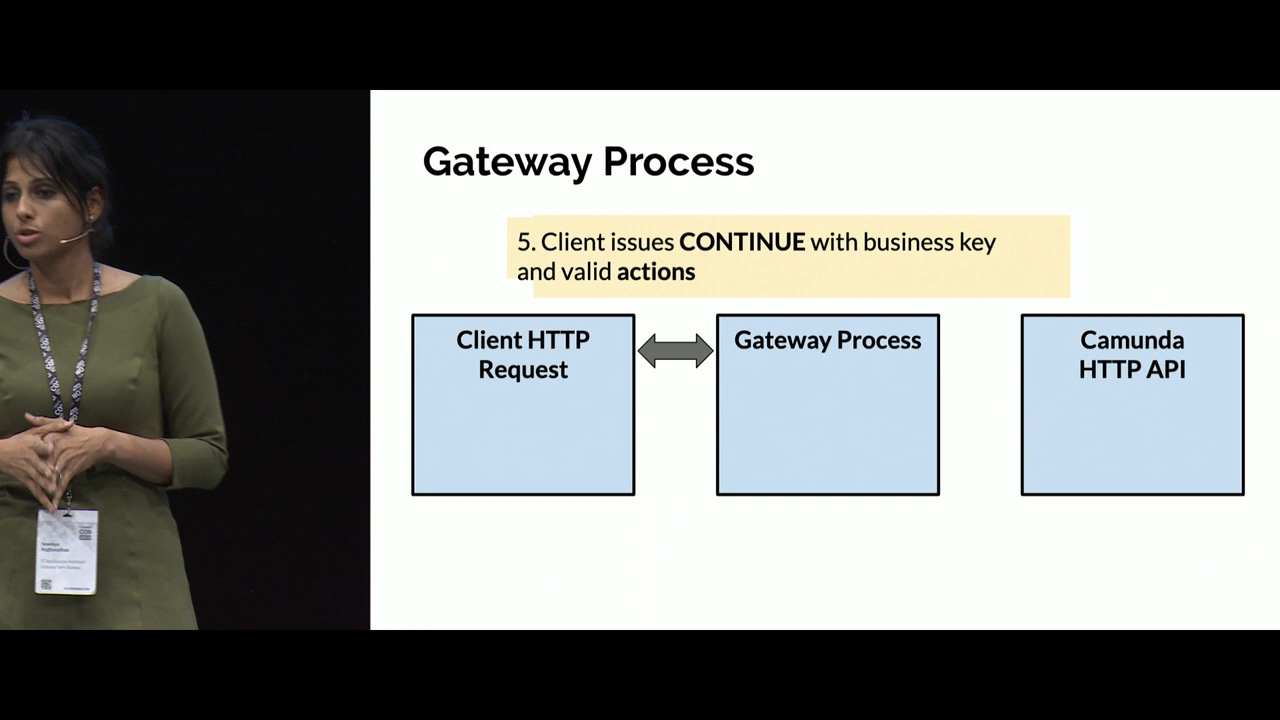 Gateway Process
5. Client issues CONTINUE with business key
and valid actions
Client HTTP
Request
Gateway Process
Camunda
HTTP API